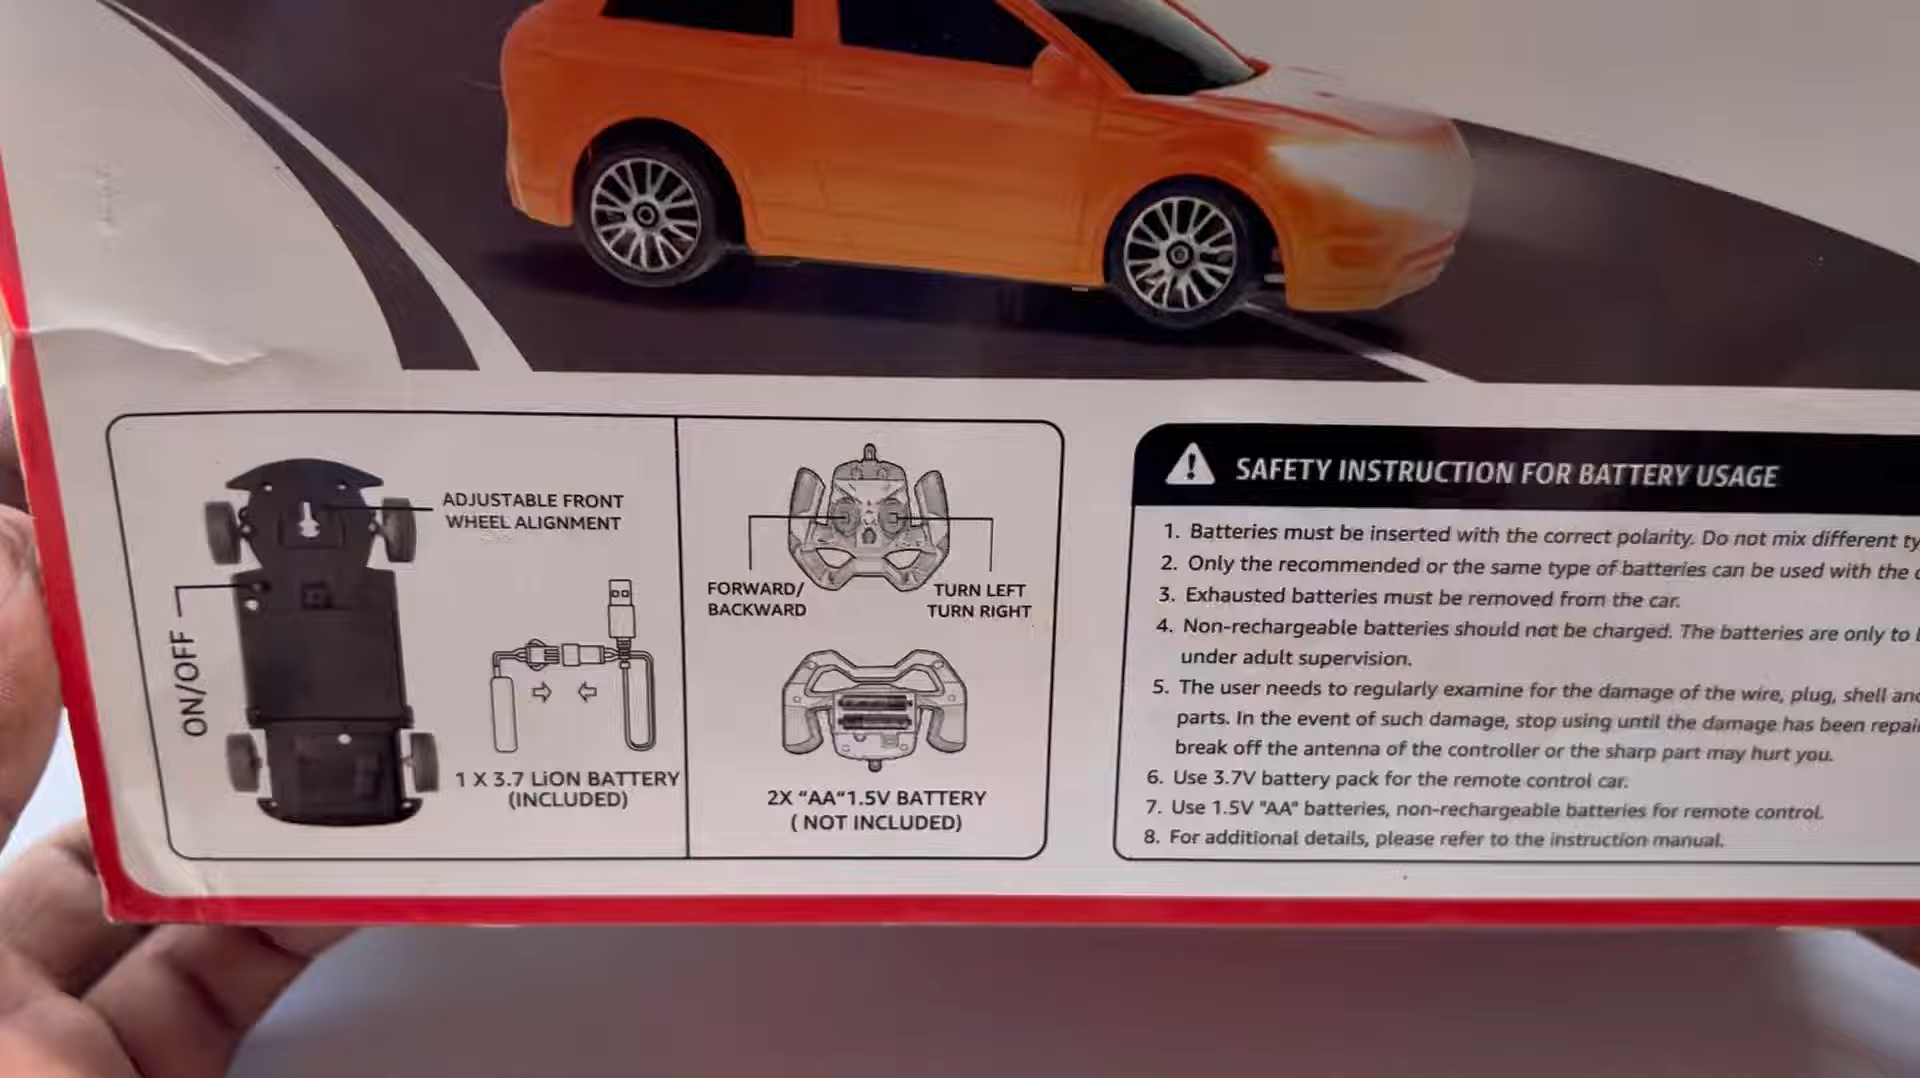 ADJUSTABLE FRONT
WHEEL ALIGNMENT
ON/OFF
1 X 3.7 LiON BATTERY
(INCLUDED)
FORWARD/
BACKWARD
TURN LEFT
TURN RIGHT
2X “AA“1.5V BATTERY
( NOT INCLUDED)
SAFETY INSTRUCTION FOR BATTERY USAGE
1. Batteries must be inserted with the correct polarity. Do not mix different
2. Only the recommended or the same type of batteries can be used with the
3. Exhausted batteries must be removed from the car.
4. Non-rechargeable batteries should not be charged. The batteries are only to
under adult supervision.
5. The user needs to regularly examine for the damage of the wire, plug, shell and
parts. In the event of such damage, stop using until the damage has been
break off the antenna of the controller or the sharp part may hurt you.
6. Use 3.7V battery pack for the remote control car.
7. Use 1.5V "AA" batteries, non-rechargeable batteries for remote control.
8. For additional details, please refer to the instruction manual.